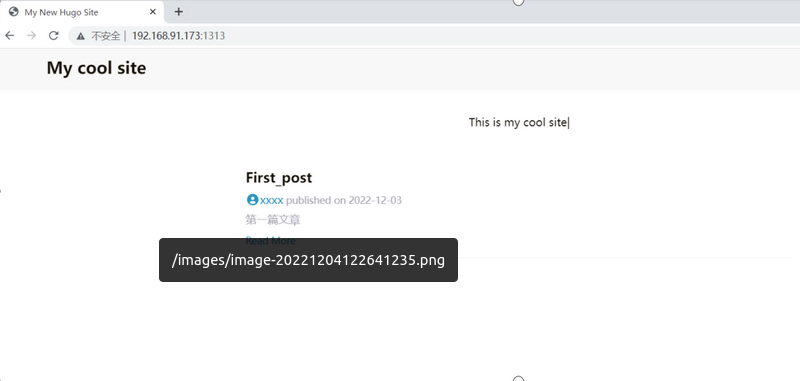 My New Hugo Site
不安全 | 192.168.91.173:1313
My cool site
This is my cool site|
First_post
xxxx published on 2022-12-03
第一篇文章
Read More
/images/image-20221204122641235.png